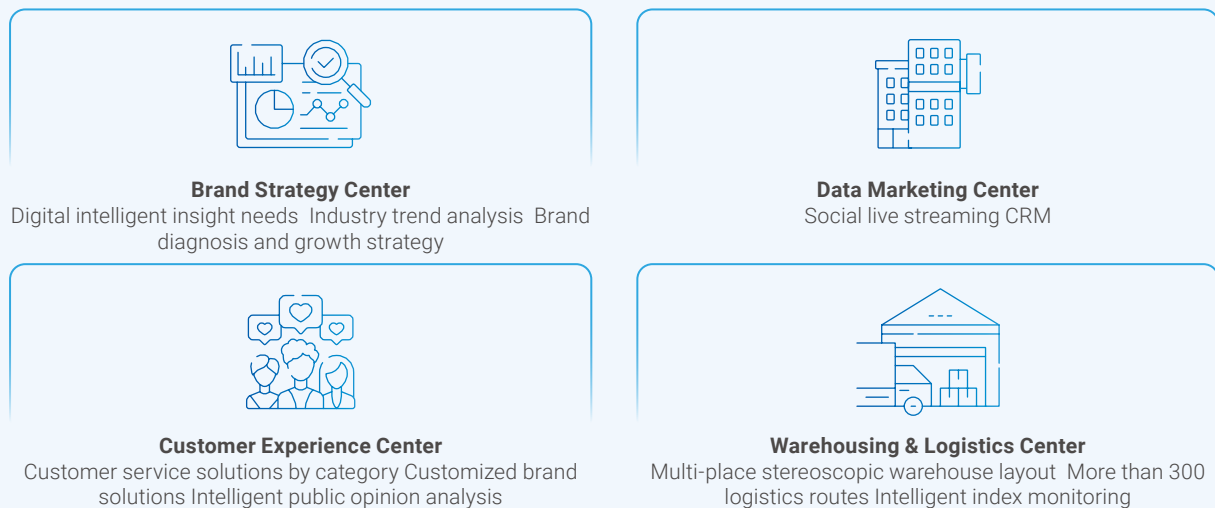 Brand Strategy Center
Digital intelligent insight needs  Industry trend analysis  Brand
diagnosis and growth strategy
Data Marketing Center
Social live streaming CRM
Customer Experience Center
Customer service solutions by category Customized brand
solutions Intelligent public opinion analysis
Warehousing & Logistics Center
Multi-place stereoscopic warehouse layout  More than 300
logistics routes Intelligent index monitoring